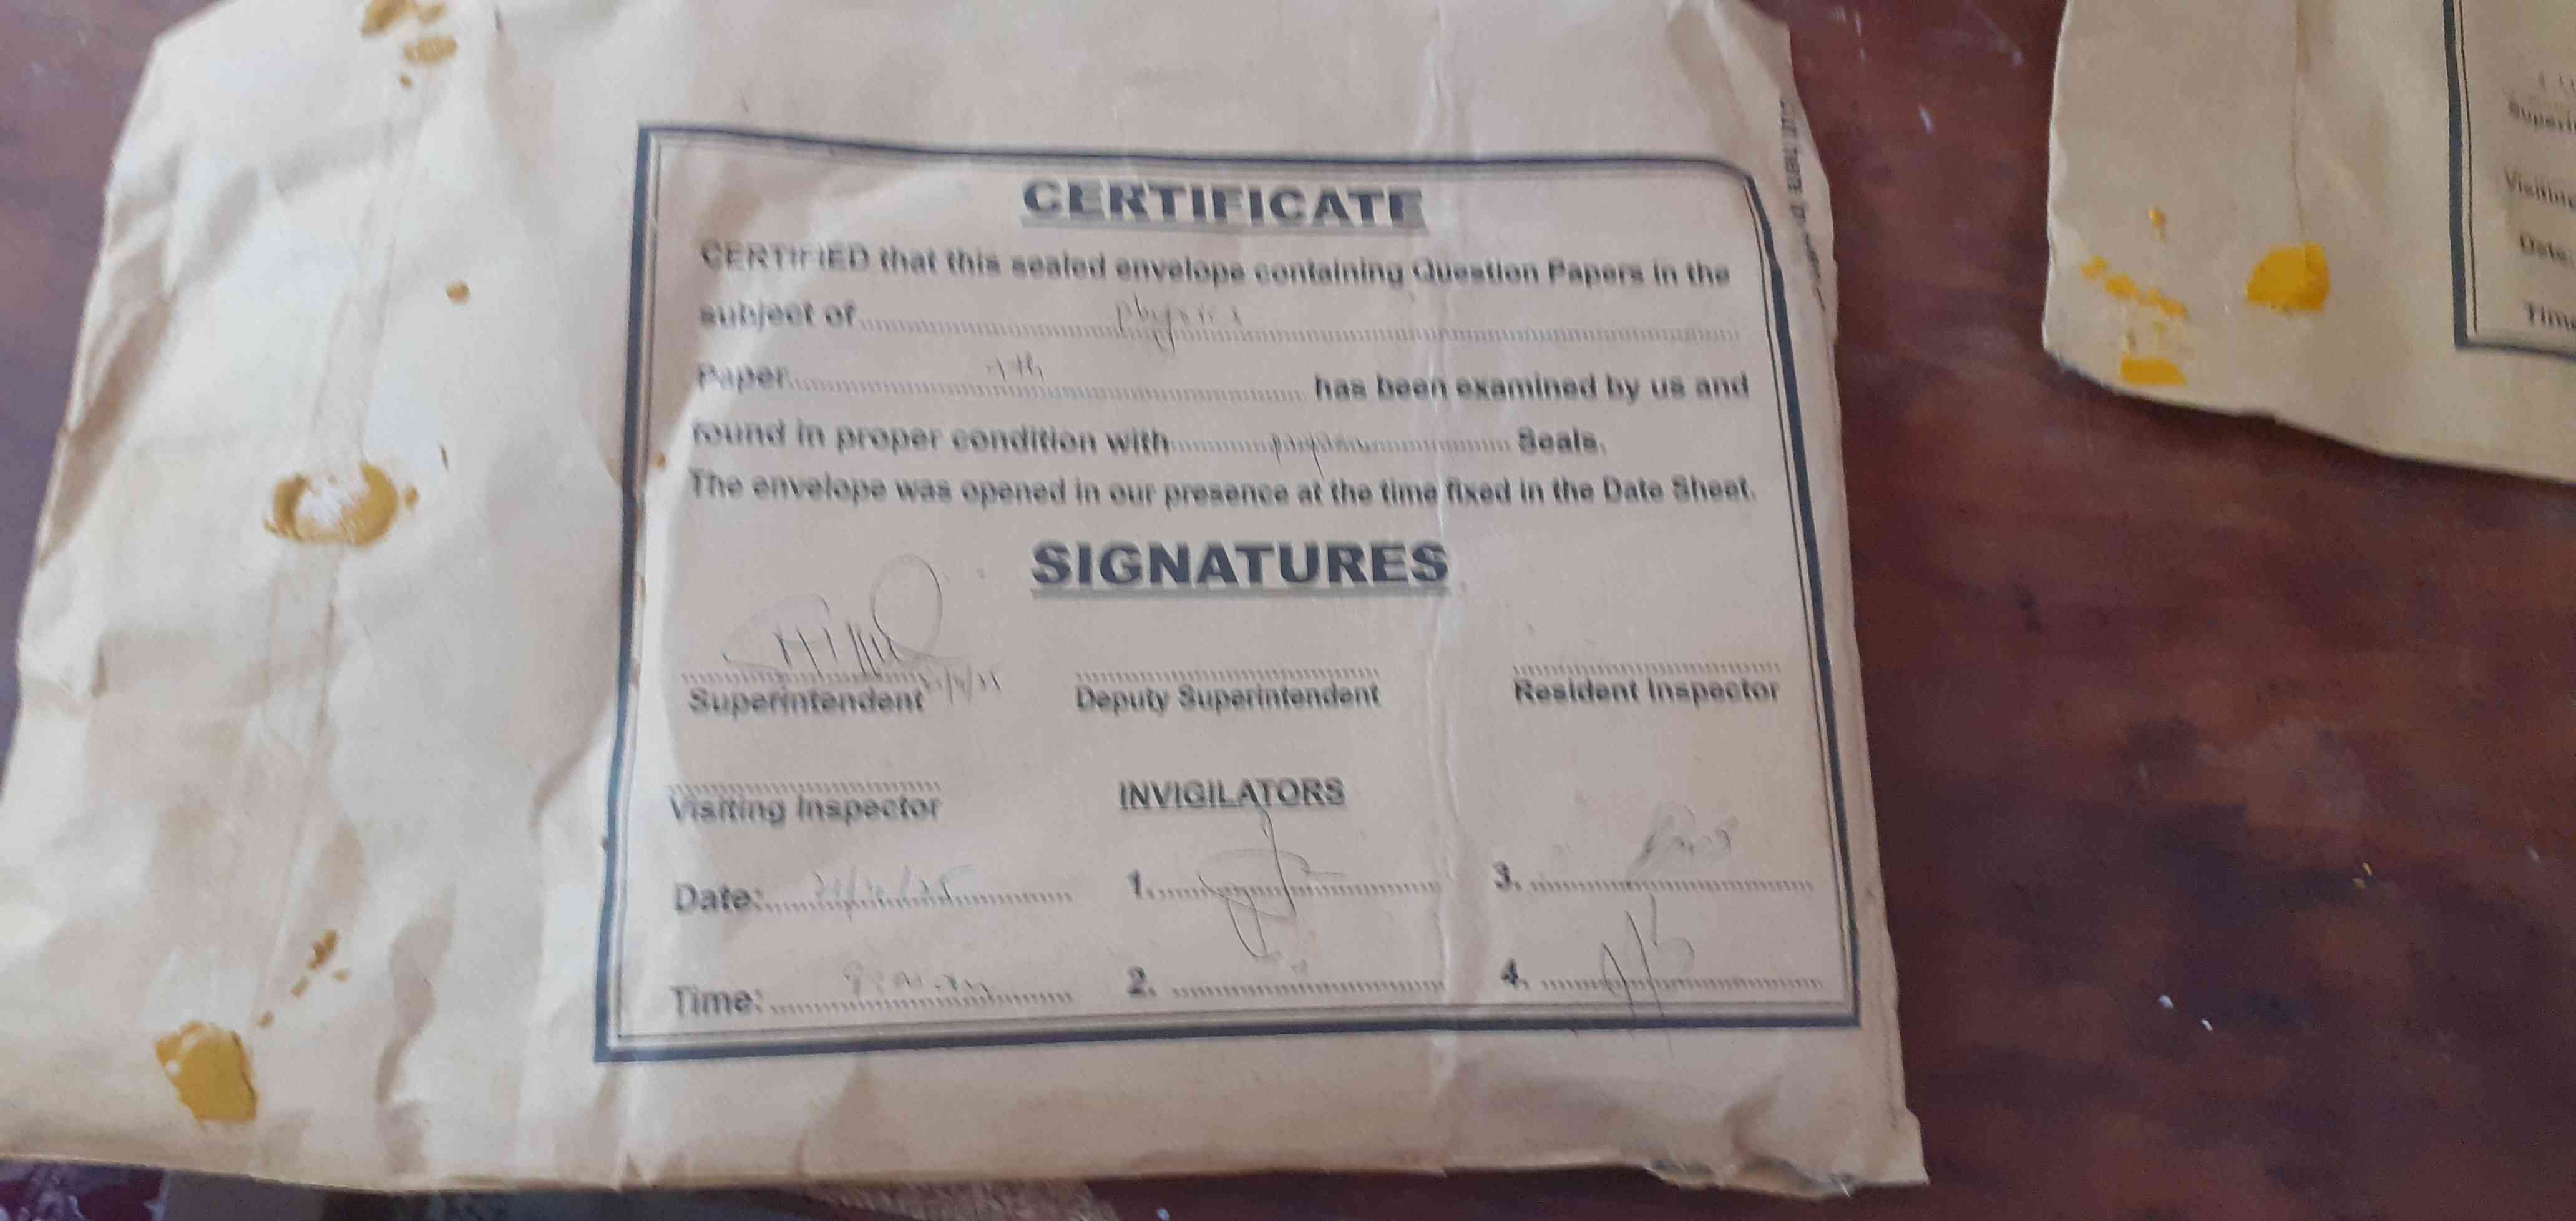 CERTIFICATE
CERTIFIED that this sealed envelope containing Question Papers in the
subject of physics
Paper has been examined by us and
found in proper condition with proper Seals.
The envelope was opened in our presence at the time fixed in the Date Sheet.
SIGNATURES
Superintendent Deputy Superintendent Resident Inspector
Visiting Inspector INVIGILATORS
Date: 1. 3.
Time: 2. 4.
Visiting
Date: